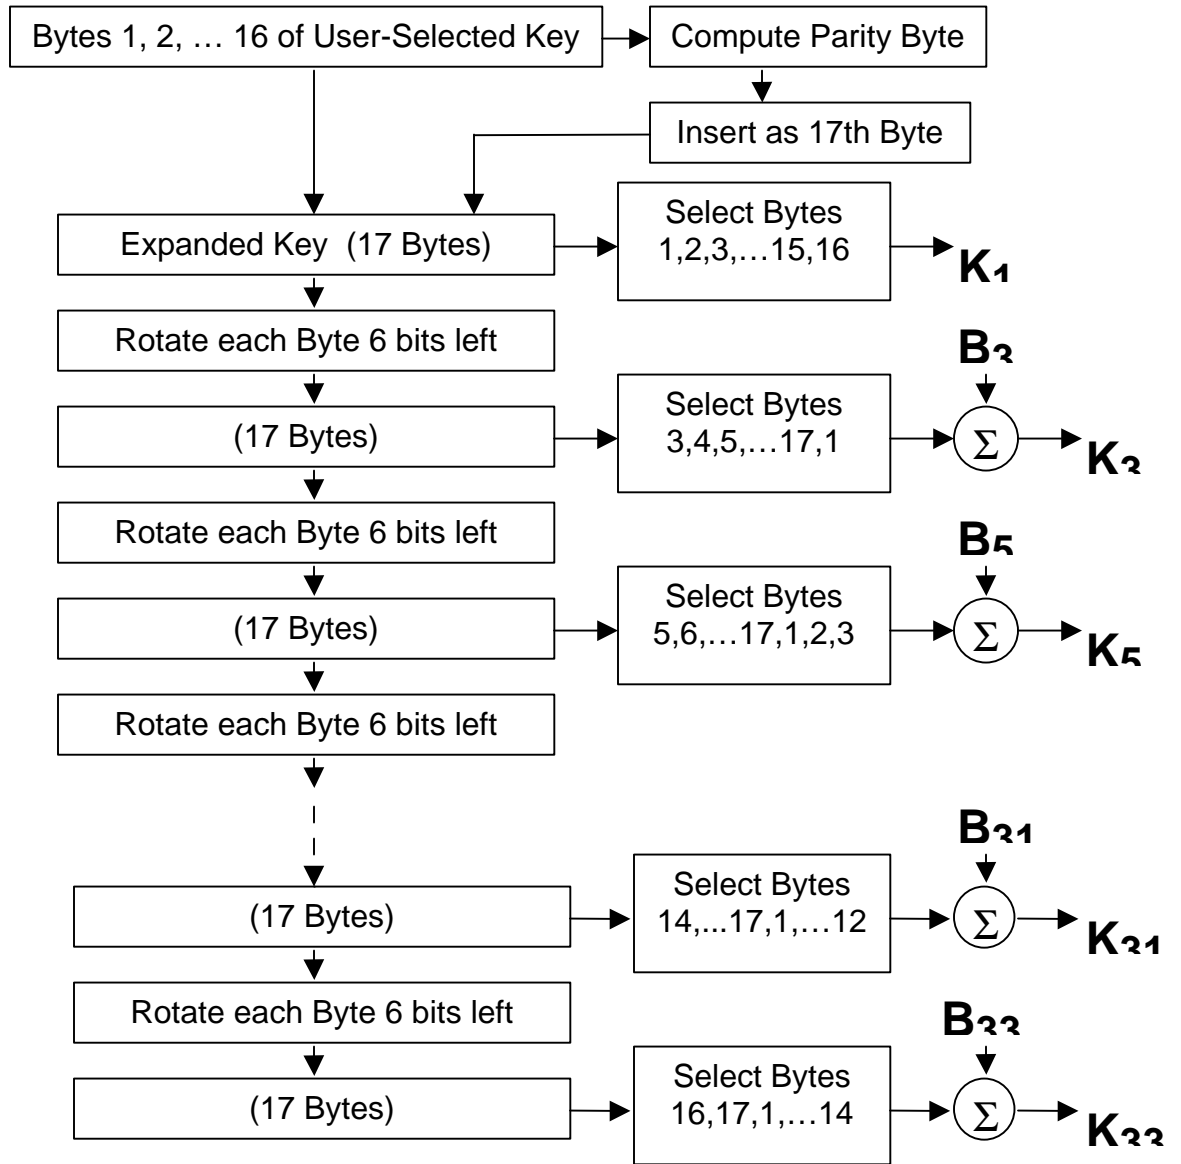 Bytes 1, 2, … 16 of User-Selected Key
Compute Parity Byte
Insert as 17th Byte
Expanded Key (17 Bytes)
Select Bytes
1,2,3,…15,16
K1
Rotate each Byte 6 bits left
B3
(17 Bytes)
Select Bytes
3,4,5,…17,1
Σ
K3
Rotate each Byte 6 bits left
B5
(17 Bytes)
Select Bytes
5,6,…17,1,2,3
Σ
K5
Rotate each Byte 6 bits left
B31
(17 Bytes)
Select Bytes
14,...17,1,…12
Σ
K31
Rotate each Byte 6 bits left
B33
(17 Bytes)
Select Bytes
16,17,1,…14
Σ
K33